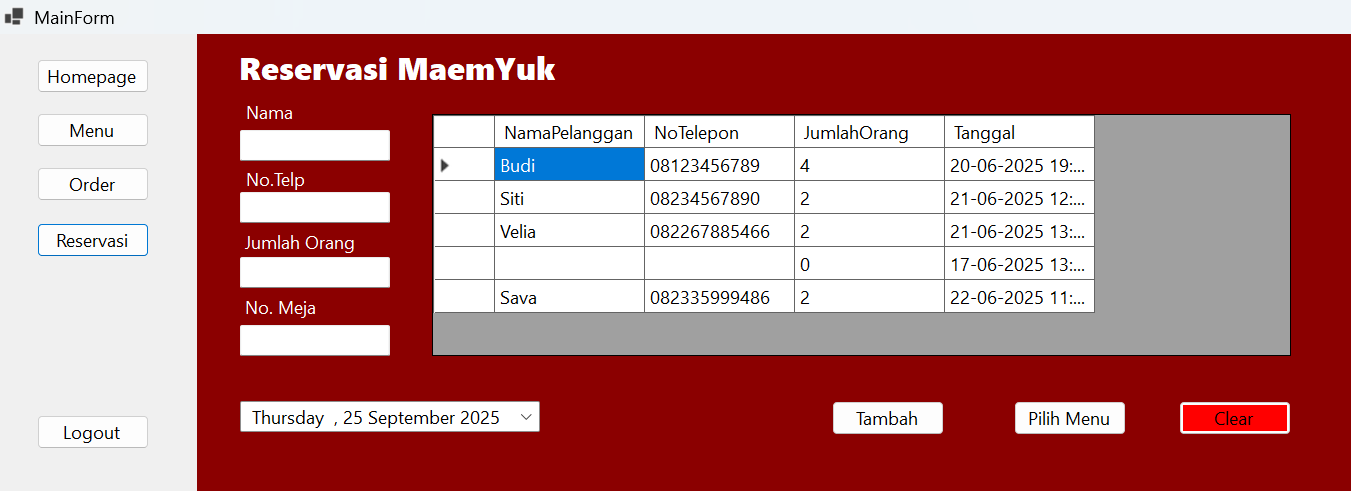 MainForm
Homepage
Menu
Order
Reservasi
Logout
Reservasi MaemYuk
Nama
No.Telp
Jumlah Orang
No. Meja
NamaPelanggan NoTelepon JumlahOrang Tanggal
Budi 08123456789 4 20-06-2025 19:...
Siti 08234567890 2 21-06-2025 12:...
Velia 082267885466 2 21-06-2025 13:...
0 17-06-2025 13:...
Sava 082335999486 2 22-06-2025 11:...
Thursday , 25 September 2025
Tambah
Pilih Menu
Clear